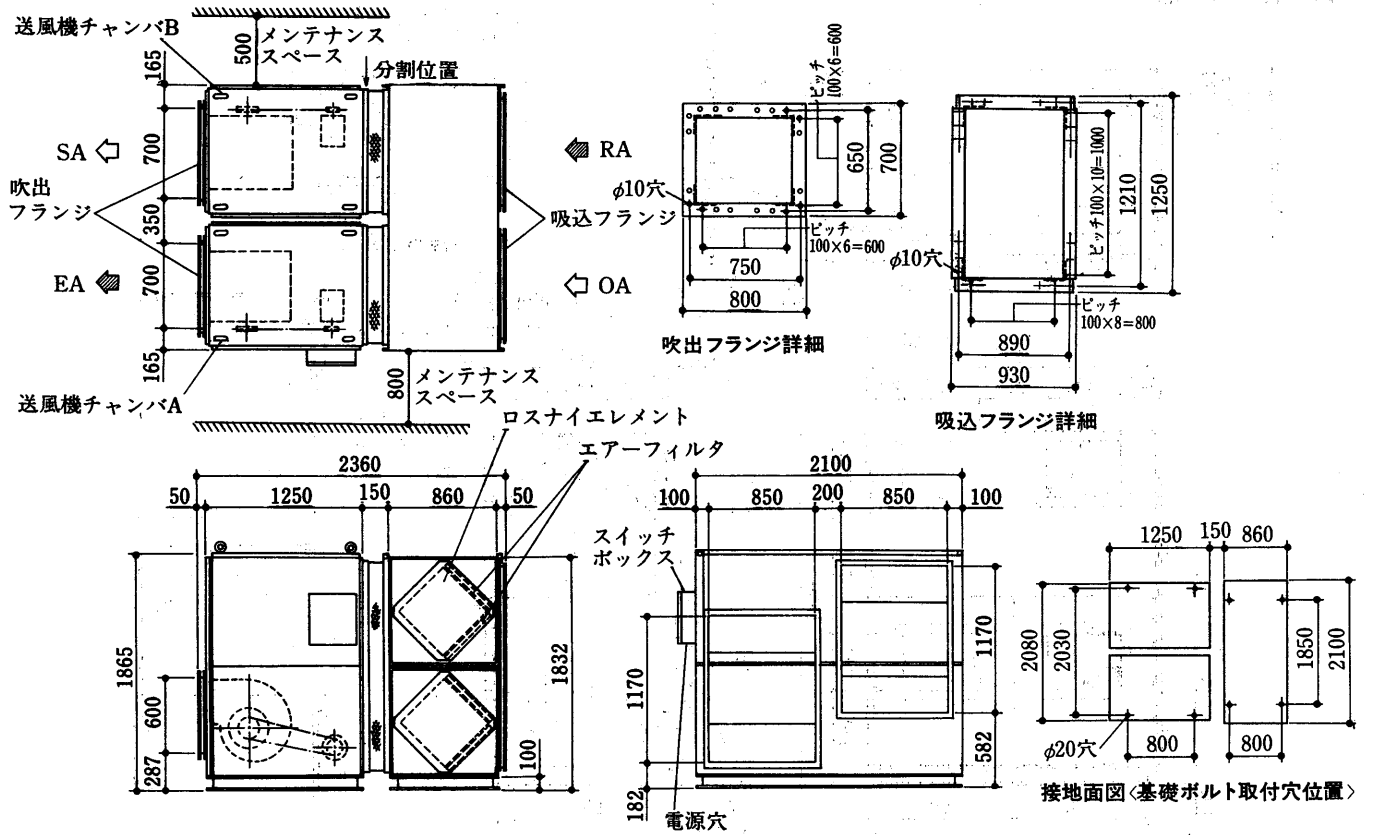 送風機チャンバB
500
メンテナンス
スペース
165
分割位置
SA
700
吹出
フランジ
350
EA
700
165
送風機チャンバA
RA
吸込フランジ
OA
800
メンテナンス
スペース
ピッチ
100×6=600
650
700
φ10穴
ピッチ
100×6=600
750
800
吹出フランジ詳細
ピッチ100×10=1000
1210
1250
φ10穴
ピッチ
100×8=800
890
930
吸込フランジ詳細
ロスナイエレメント
エアーフィルタ
2360
50
1250
150
860
50
1865
600
287
1832
100
2100
100
850
200
850
100
スイッチ
ボックス
1170
182
1170
582
電源穴
1250
150
860
2080
2030
1850
2100
φ20穴
800
800
接地面図〈基礎ボルト取付穴位置〉